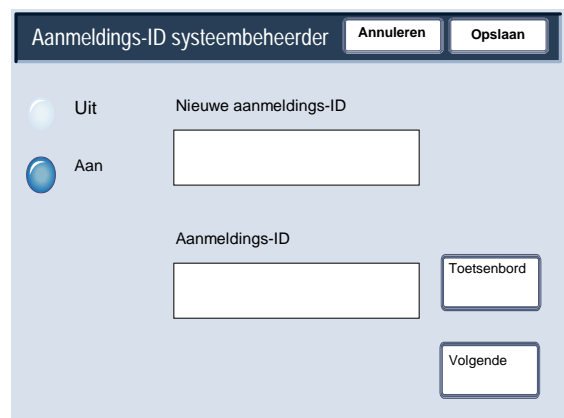 Aanmeldings-ID systeembeheerder
Annuleren
Opslaan
Uit
Nieuwe aanmeldings-ID
Aan
Aanmeldings-ID
Toetsenbord
Volgende